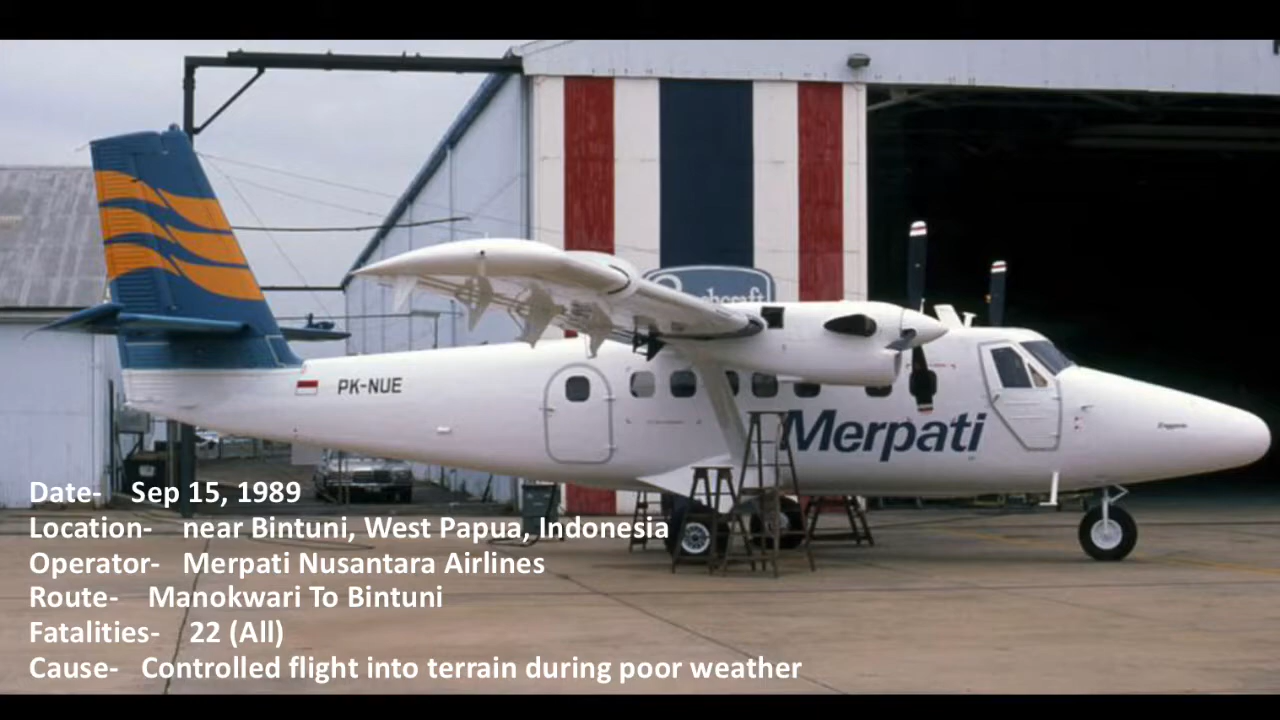 Beechcraft
PK-NUE
Merpati
Date- Sep 15, 1989
Location- near Bintuni, West Papua, Indonesia
Operator- Merpati Nusantara Airlines
Route- Manokwari To Bintuni
Fatalities- 22 (All)
Cause- Controlled flight into terrain during poor weather